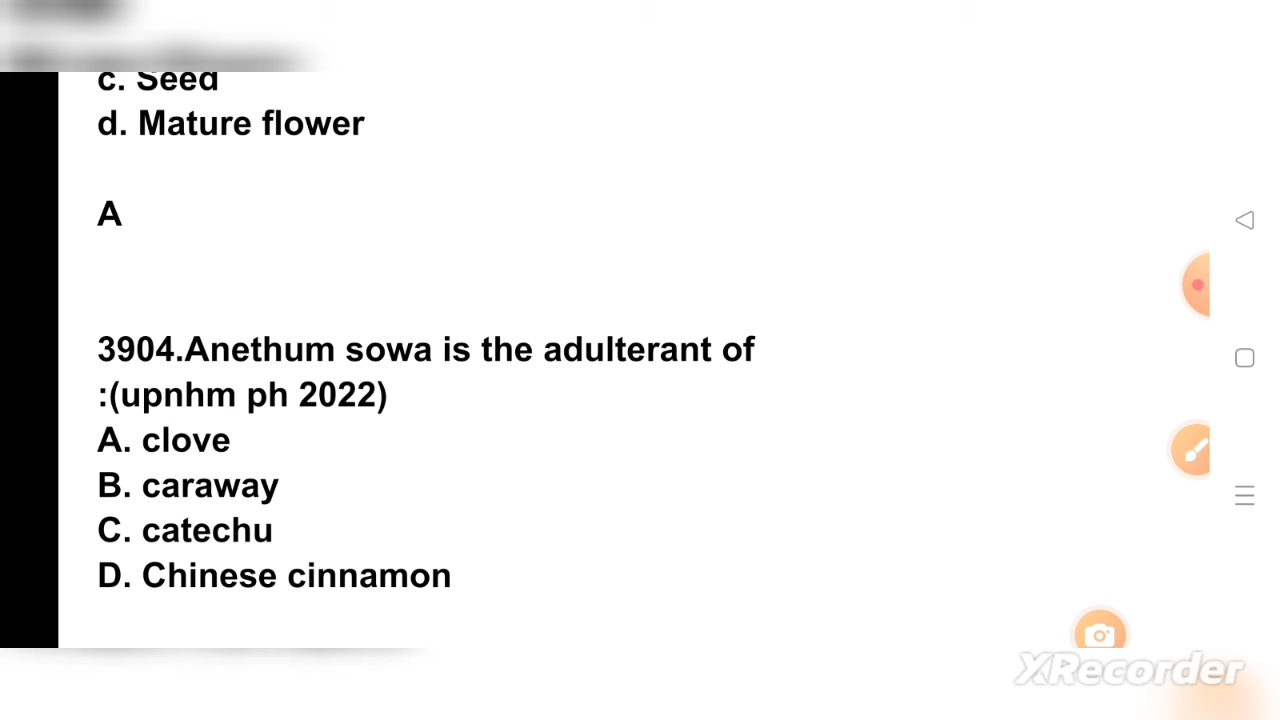 c. Seed
d. Mature flower
A
3904.Anethum sowa is the adulterant of
:(upnhm ph 2022)
A. clove
B. caraway
C. catechu
D. Chinese cinnamon
XRecorder